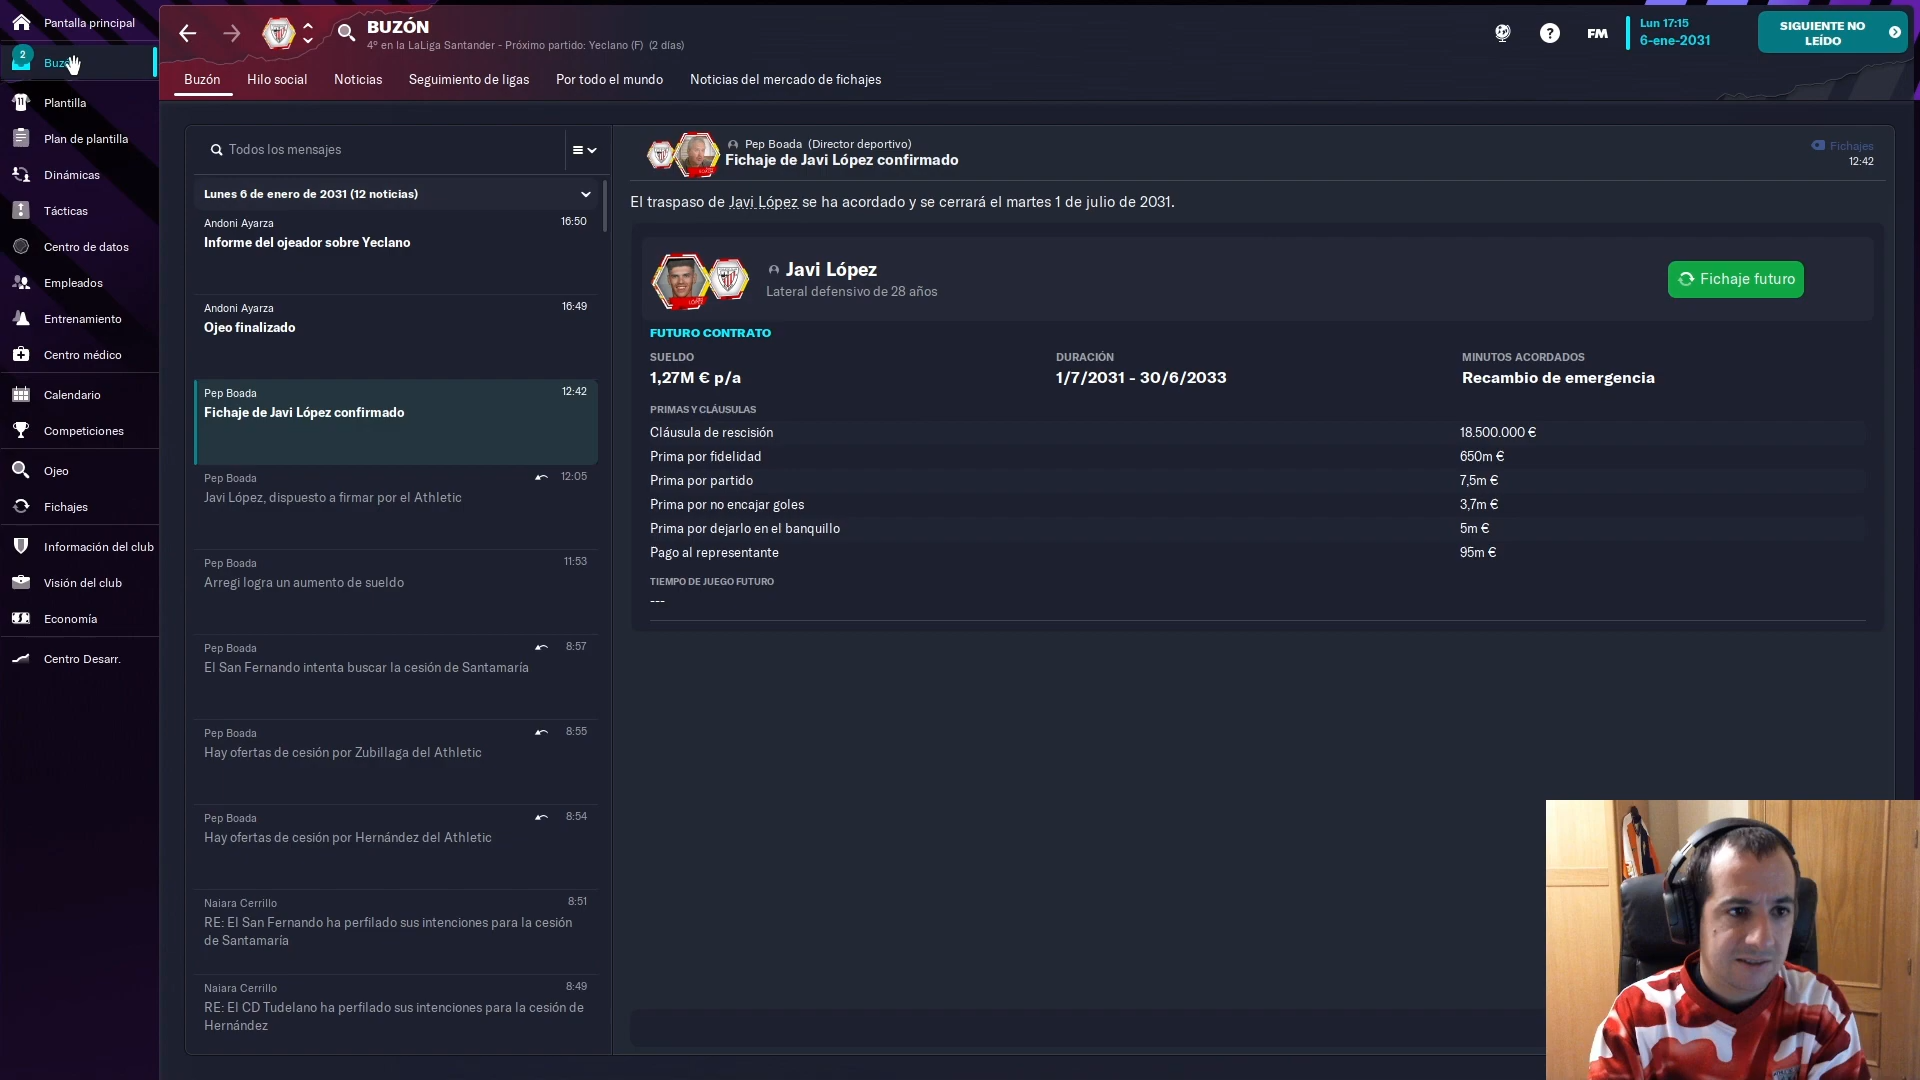 Pantalla principal
2
Buzó
Plantilla
Plan de plantilla
Dinámicas
Tácticas
Centro de datos
Empleados
Entrenamiento
Centro médico
Calendario
Competiciones
Ojeo
Fichajes
Información del club
Visión del club
Economía
Centro Desarr.
BUZÓN
4º en la LaLiga Santander - Próximo partido: Yeclano (F) (2 días)
FM
Lun 17:15
6-ene-2031
SIGUIENTE NO
LEÍDO
Buzón
Hilo social
Noticias
Seguimiento de ligas
Por todo el mundo
Noticias del mercado de fichajes
Todos los mensajes
Lunes 6 de enero de 2031 (12 noticias)
Andoni Ayarza 16:50
Informe del ojeador sobre Yeclano
Andoni Ayarza 16:49
Ojeo finalizado
Pep Boada 12:42
Fichaje de Javi López confirmado
Pep Boada 12:05
Javi López, dispuesto a firmar por el Athletic
Pep Boada 11:53
Arregi logra un aumento de sueldo
Pep Boada 8:57
El San Fernando intenta buscar la cesión de Santamaría
Pep Boada 8:55
Hay ofertas de cesión por Zubillaga del Athletic
Pep Boada 8:54
Hay ofertas de cesión por Hernández del Athletic
Naiara Cerrillo 8:51
RE: El San Fernando ha perfilado sus intenciones para la cesión
de Santamaría
Naiara Cerrillo 8:49
RE: El CD Tudelano ha perfilado sus intenciones para la cesión de
Hernández
Pep Boada (Director deportivo)
Fichaje de Javi López confirmado
Fichajes
12:42
El traspaso de Javi López se ha acordado y se cerrará el martes 1 de julio de 2031.
Javi López
Lateral defensivo de 28 años
Fichaje futuro
FUTURO CONTRATO
SUELDO DURACIÓN MINUTOS ACORDADOS
1,27M € p/a 1/7/2031 - 30/6/2033 Recambio de emergencia
PRIMAS Y CLÁUSULAS
Cláusula de rescisión 18.500.000 €
Prima por fidelidad 650m €
Prima por partido 7,5m €
Prima por no encajar goles 3,7m €
Prima por dejarlo en el banquillo 5m €
Pago al representante 95m €
TIEMPO DE JUEGO FUTURO
---